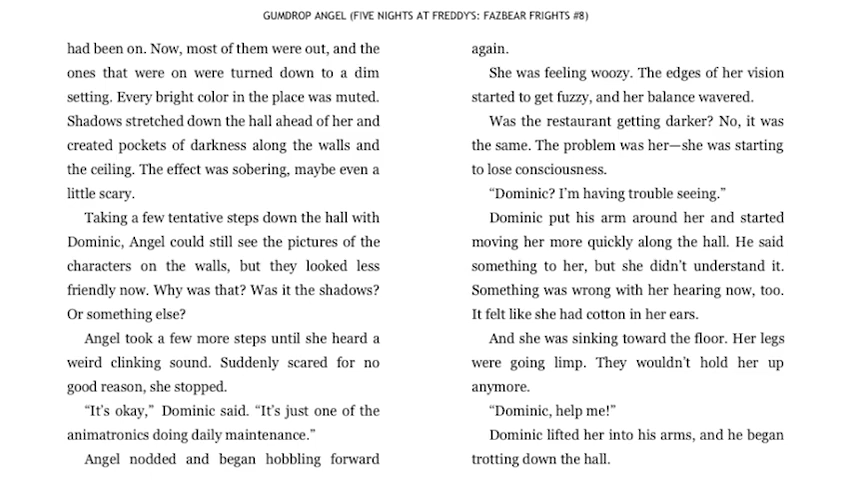 GUMDROP ANGEL (FIVE NIGHTS AT FREDDY'S: FAZBEAR FRIGHTS #8)
had been on. Now, most of them were out, and the
ones that were on were turned down to a dim
setting. Every bright color in the place was muted.
Shadows stretched down the hall ahead of her and
created pockets of darkness along the walls and
the ceiling. The effect was sobering, maybe even a
little scary.
Taking a few tentative steps down the hall with
Dominic, Angel could still see the pictures of the
characters on the walls, but they looked less
friendly now. Why was that? Was it the shadows?
Or something else?
Angel took a few more steps until she heard a
weird clinking sound. Suddenly scared for no
good reason, she stopped.
“It’s okay,” Dominic said. “It’s just one of the
animatronics doing daily maintenance.”
Angel nodded and began hobbling forward
again.
She was feeling woozy. The edges of her vision
started to get fuzzy, and her balance wavered.
Was the restaurant getting darker? No, it was
the same. The problem was her—she was starting
to lose consciousness.
“Dominic? I’m having trouble seeing.”
Dominic put his arm around her and started
moving her more quickly along the hall. He said
something to her, but she didn’t understand it.
Something was wrong with her hearing now, too.
It felt like she had cotton in her ears.
And she was sinking toward the floor. Her legs
were going limp. They wouldn’t hold her up
anymore.
“Dominic, help me!”
Dominic lifted her into his arms, and he began
trotting down the hall.